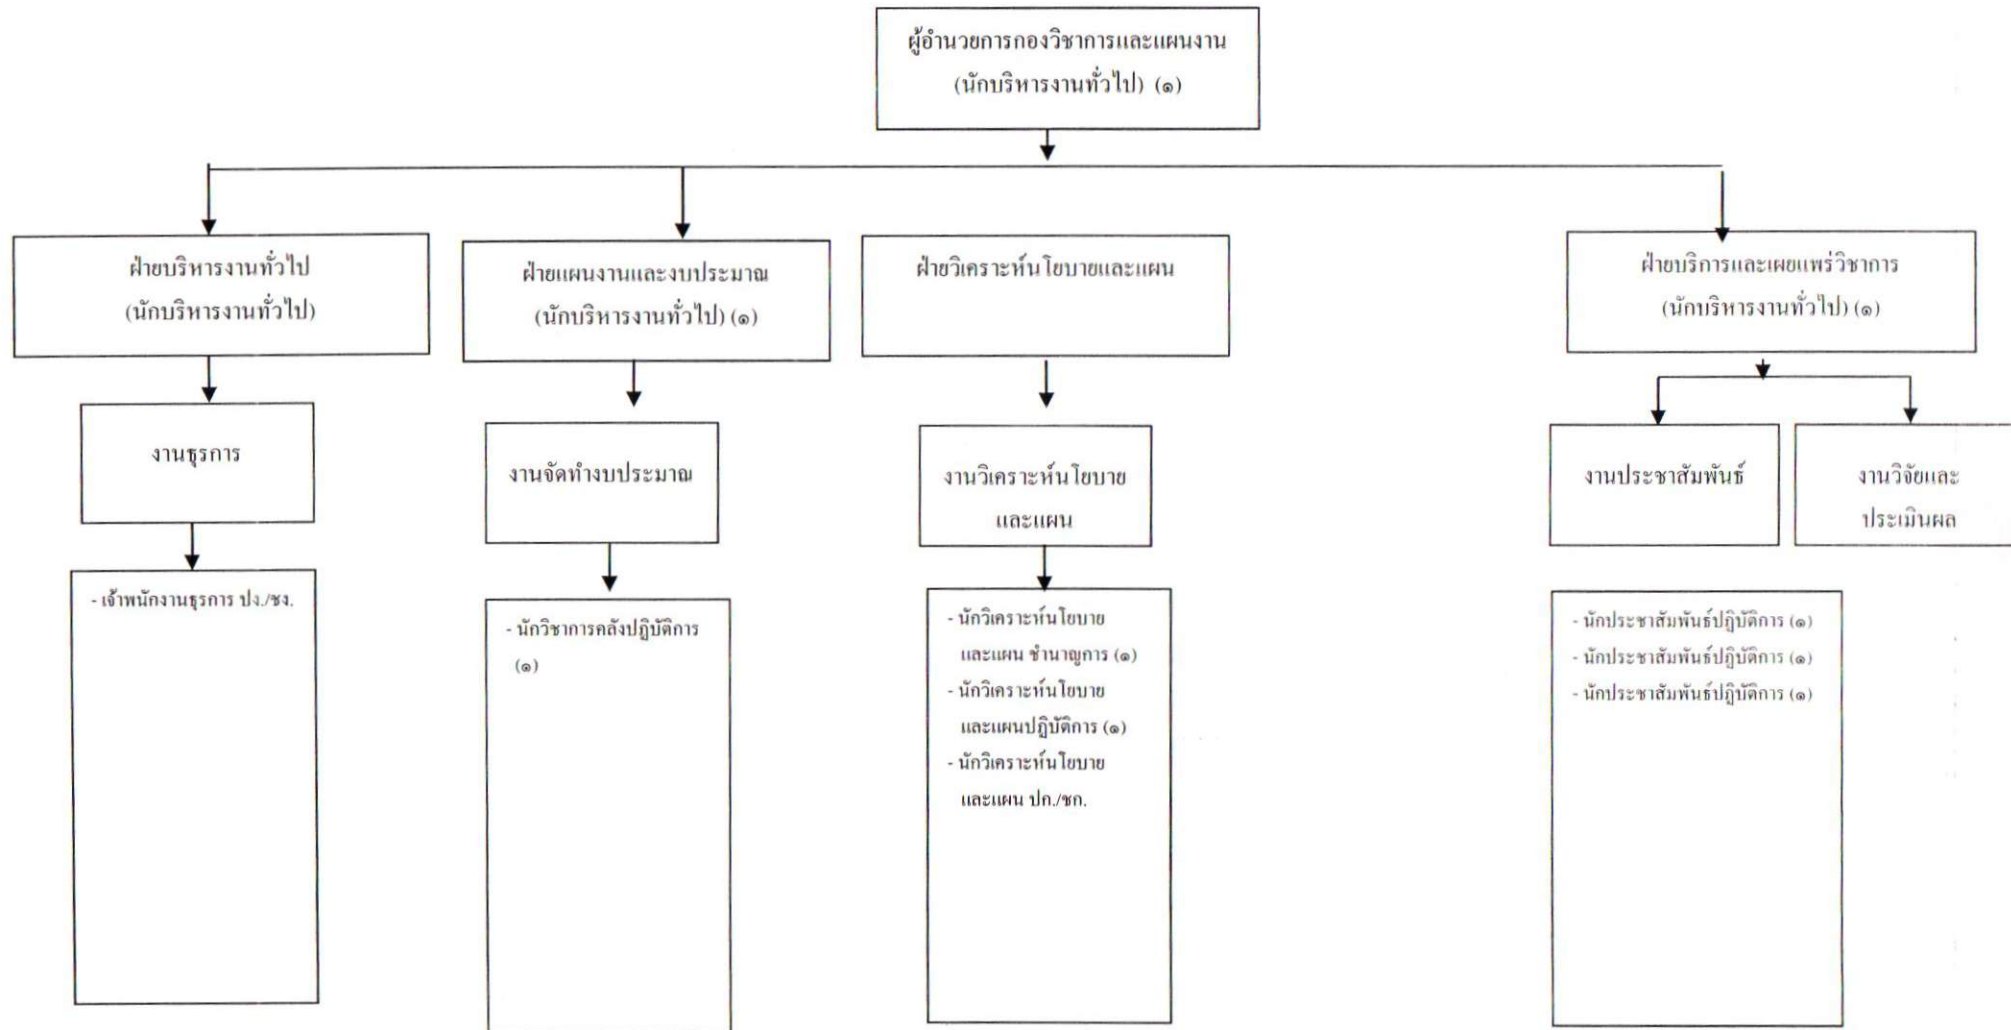 ผู้อำนวยการกองวิชาการและแผนงาน
(นักบริหารงานทั่วไป) (๑)
ฝ่ายบริหารงานทั่วไป
(นักบริหารงานทั่วไป)
ฝ่ายแผนงานและงบประมาณ
(นักบริหารงานทั่วไป) (๑)
ฝ่ายวิเคราะห์นโยบายและแผน
ฝ่ายบริการและเผยแพร่วิชาการ
(นักบริหารงานทั่วไป) (๑)
งานธุรการ
งานจัดทำงบประมาณ
งานวิเคราะห์นโยบาย
และแผน
งานประชาสัมพันธ์
งานวิจัยและ
ประเมินผล
- เจ้าพนักงานธุรการ ปง./ชง.
- นักวิชาการคลังปฏิบัติการ
(๑)
- นักวิเคราะห์นโยบาย
และแผน ชำนาญการ (๑)
- นักวิเคราะห์นโยบาย
และแผนปฏิบัติการ (๑)
- นักวิเคราะห์นโยบาย
และแผน ปก./ชก.
- นักประชาสัมพันธ์ปฏิบัติการ (๑)
- นักประชาสัมพันธ์ปฏิบัติการ (๑)
- นักประชาสัมพันธ์ปฏิบัติการ (๑)